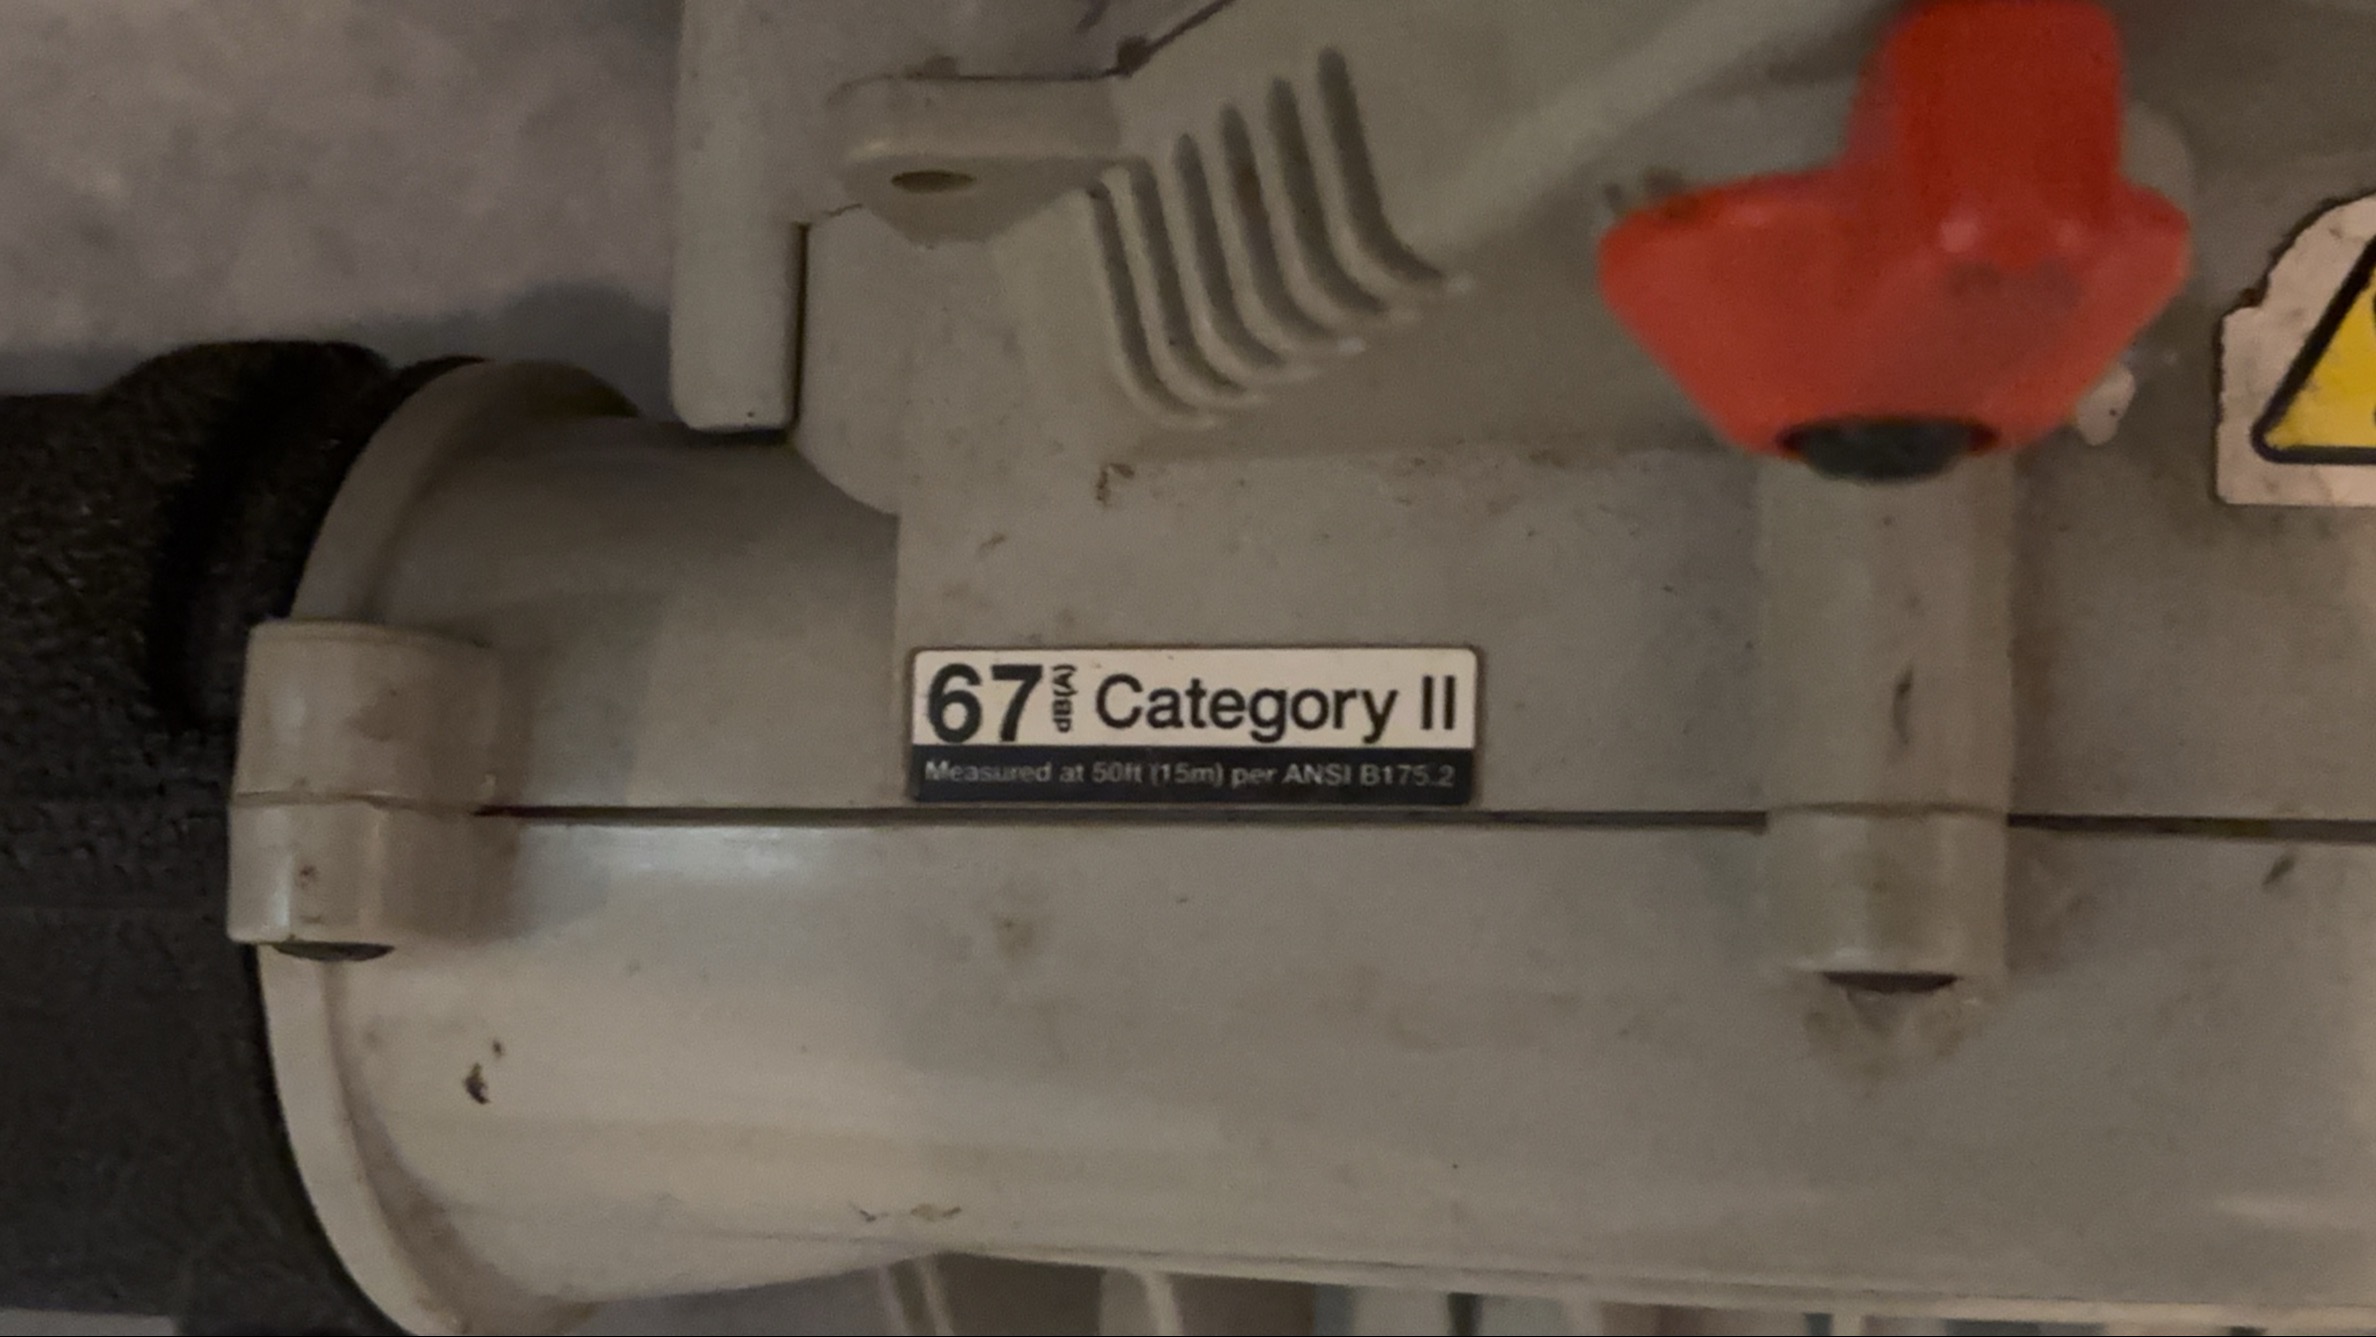 67 dB(A) Category II
Measured at 50ft (15m) per ANSI B175.2